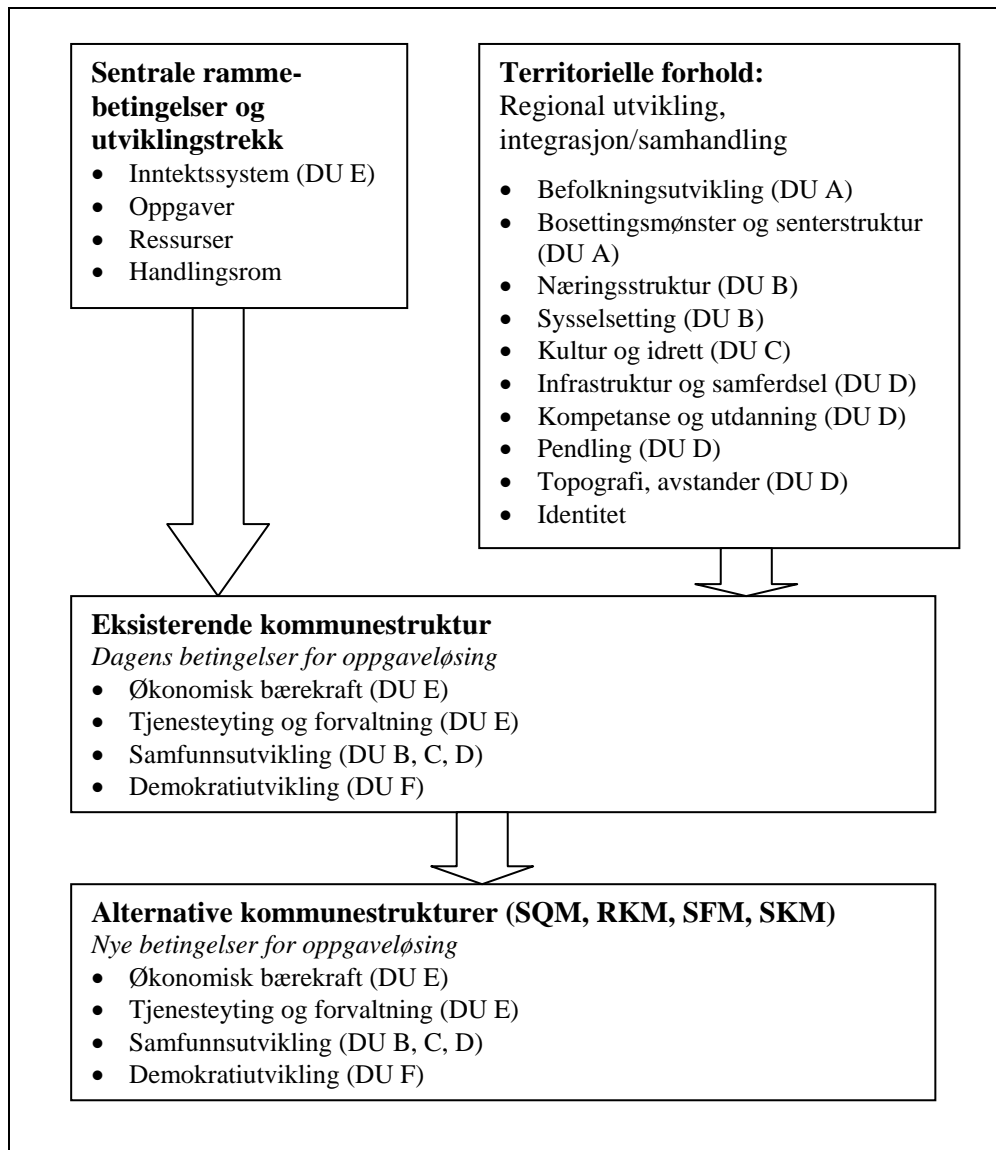 Sentrale ramme-
betingelser og
utviklingstrekk
• Inntektssystem (DU E)
• Oppgaver
• Ressurser
• Handlingsrom
Territorielle forhold:
Regional utvikling,
integrasjon/samhandling
• Befolkningsutvikling (DU A)
• Bosettingsmønster og senterstruktur
(DU A)
• Næringsstruktur (DU B)
• Sysselsetting (DU B)
• Kultur og idrett (DU C)
• Infrastruktur og samferdsel (DU D)
• Kompetanse og utdanning (DU D)
• Pendling (DU D)
• Topografi, avstander (DU D)
• Identitet
Eksisterende kommunestruktur
Dagens betingelser for oppgaveløsing
• Økonomisk bærekraft (DU E)
• Tjenesteyting og forvaltning (DU E)
• Samfunnsutvikling (DU B, C, D)
• Demokratiutvikling (DU F)
Alternative kommunestrukturer (SQM, RKM, SFM, SKM)
Nye betingelser for oppgaveløsing
• Økonomisk bærekraft (DU E)
• Tjenesteyting og forvaltning (DU E)
• Samfunnsutvikling (DU B, C, D)
• Demokratiutvikling (DU F)